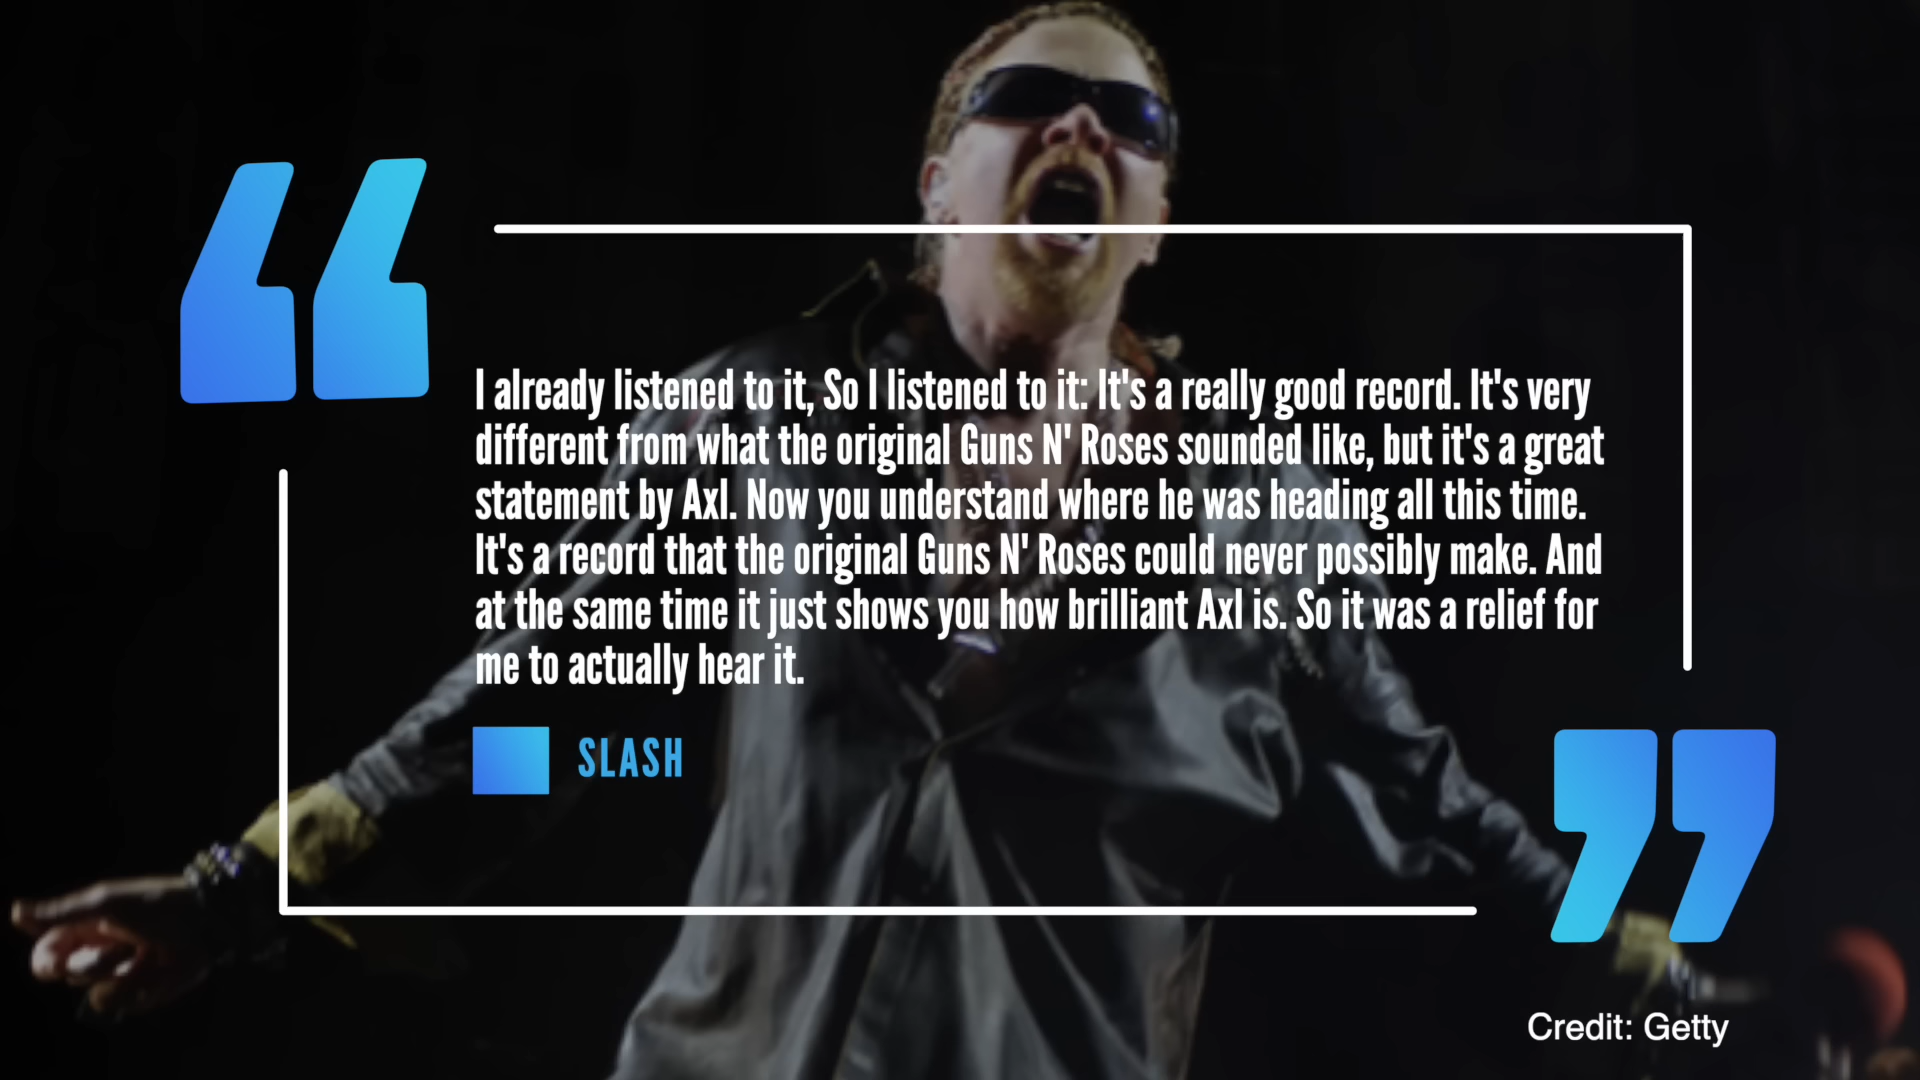 I already listened to it, So I listened to it: It's a really good record. It's very
different from what the original Guns N' Roses sounded like, but it's a great
statement by Axl. Now you understand where he was heading all this time.
It's a record that the original Guns N' Roses could never possibly make. And
at the same time it just shows you how brilliant Axl is. So it was a relief for
me to actually hear it.
SLASH
Credit: Getty